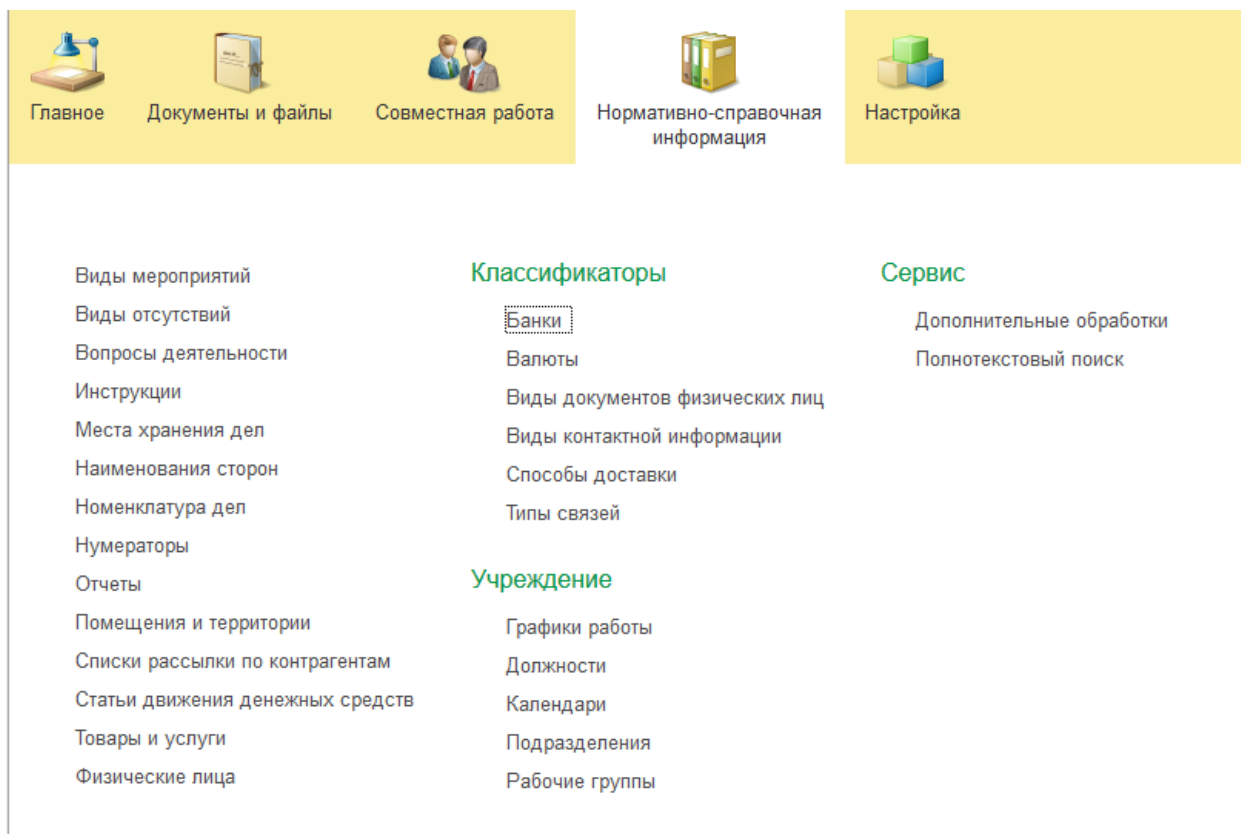 Главное
Документы и файлы
Совместная работа
Нормативно-справочная
информация
Настройка
Виды мероприятий
Виды отсутствий
Вопросы деятельности
Инструкции
Места хранения дел
Наименования сторон
Номенклатура дел
Нумераторы
Отчеты
Помещения и территории
Списки рассылки по контрагентам
Статьи движения денежных средств
Товары и услуги
Физические лица
Классификаторы
Банки
Валюты
Виды документов физических лиц
Виды контактной информации
Способы доставки
Типы связей
Учреждение
Графики работы
Должности
Календари
Подразделения
Рабочие группы
Сервис
Дополнительные обработки
Полнотекстовый поиск